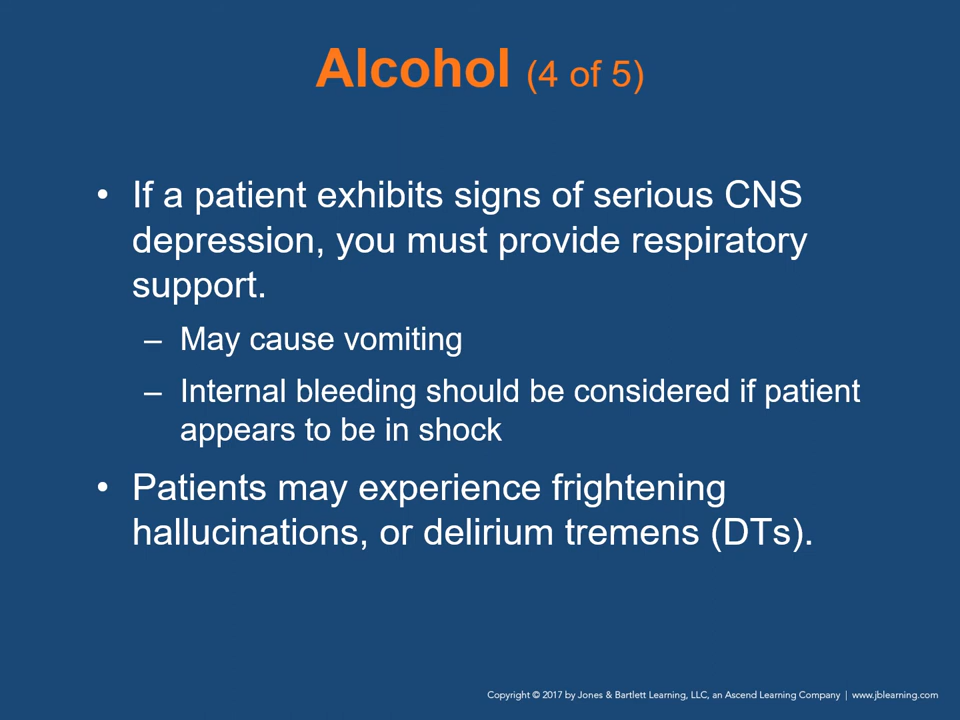 Alcohol (4 of 5)
• If a patient exhibits signs of serious CNS
depression, you must provide respiratory
support.
– May cause vomiting
– Internal bleeding should be considered if patient
appears to be in shock
• Patients may experience frightening
hallucinations, or delirium tremens (DTs).
Copyright © 2017 by Jones & Bartlett Learning, LLC, an Ascend Learning Company | www.jblearning.com